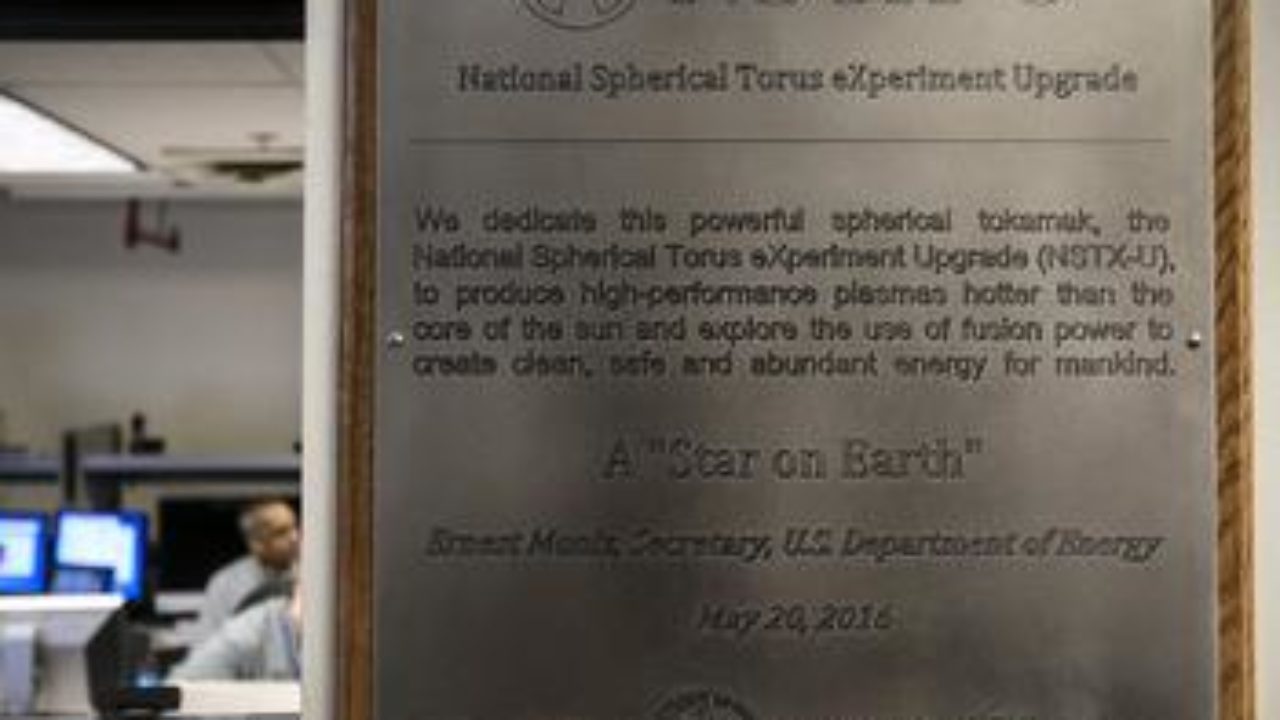 National Spherical Torus eXperiment Upgrade
We dedicate this powerful spherical tokamak, the
National Spherical Torus eXperiment Upgrade (NSTX-U),
to produce high-performance plasmas hotter than the
core of the sun and explore the use of fusion power to
create clean, safe and abundant energy for mankind.
A "Star on Earth"
Ernest Moniz, Secretary, U.S. Department of Energy
May 20, 2016